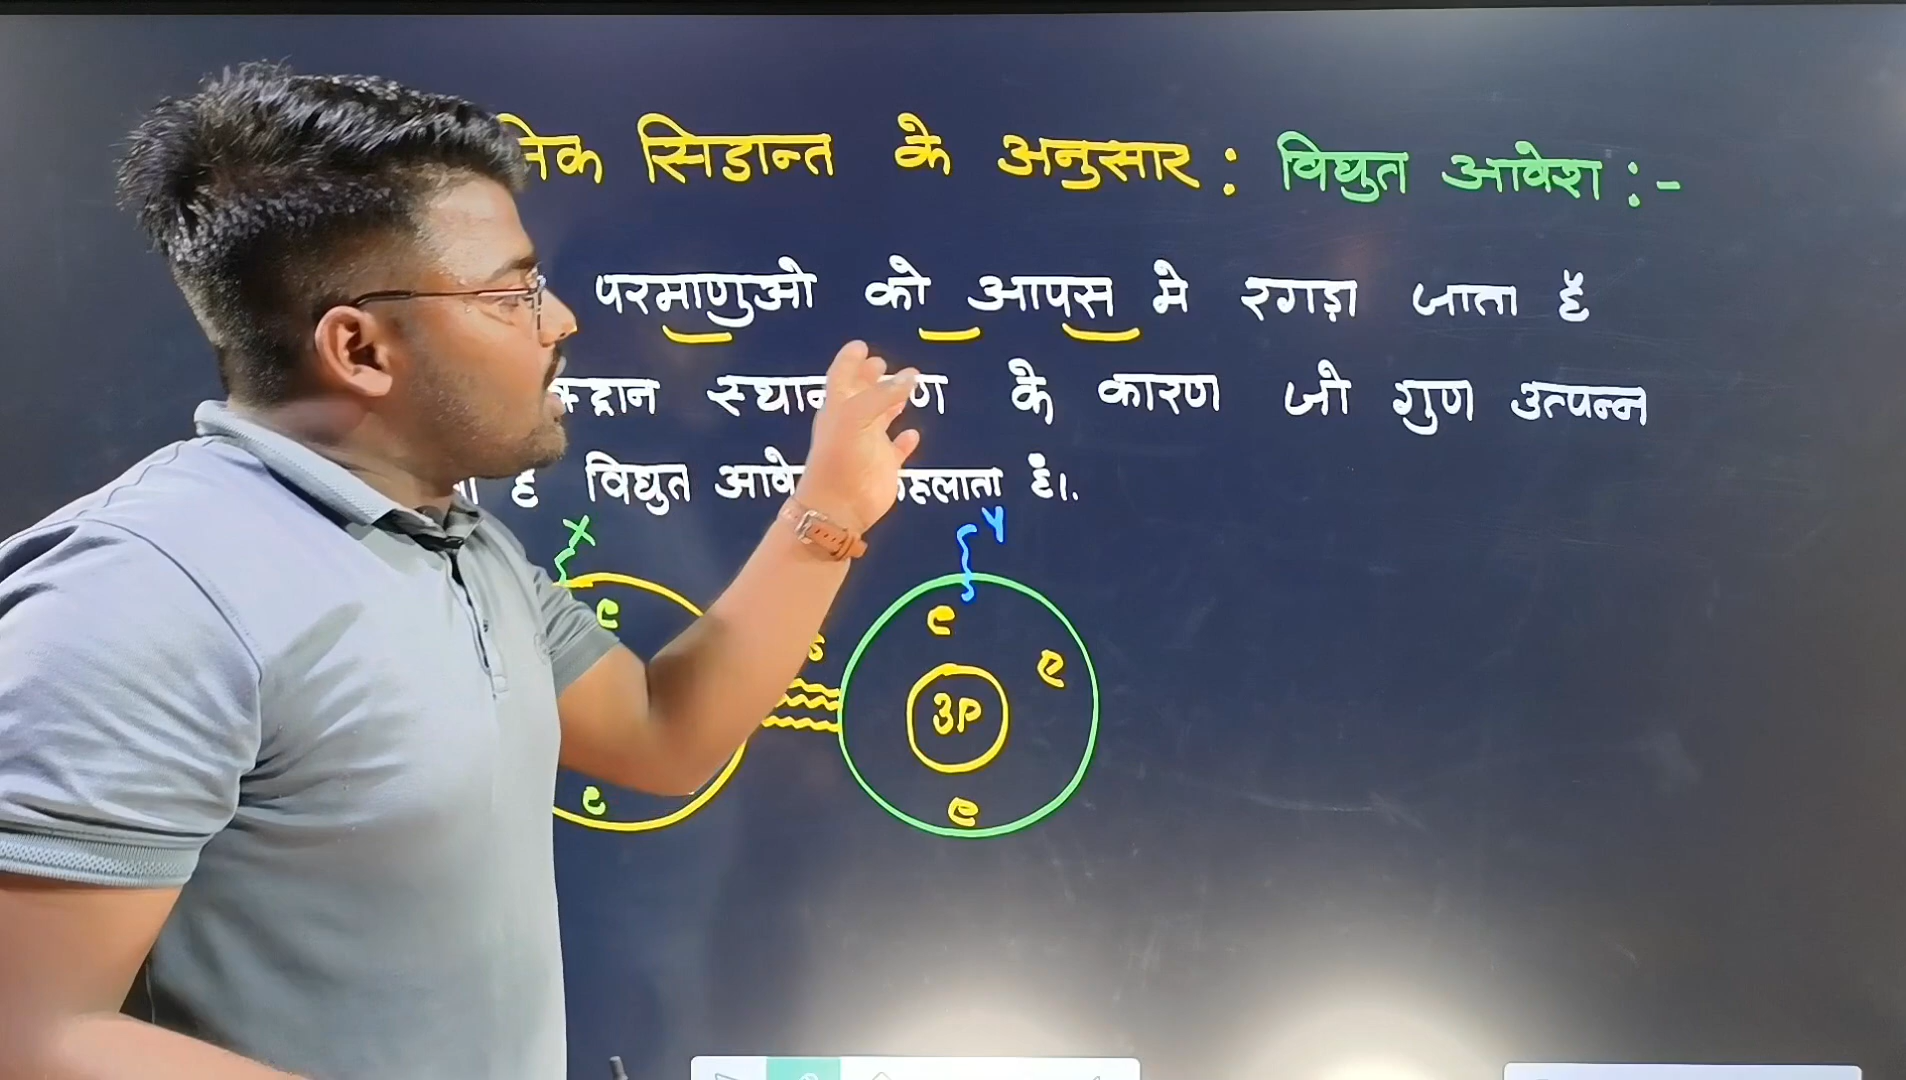 सिडान्त के अनुसार : विद्युत आवेश :-
परमाणुओ को आपस मे रगड़ा जाता है
के कारण जो गुण उत्पन्न
है विद्युत है।.
x y
e e
e
3P
e e